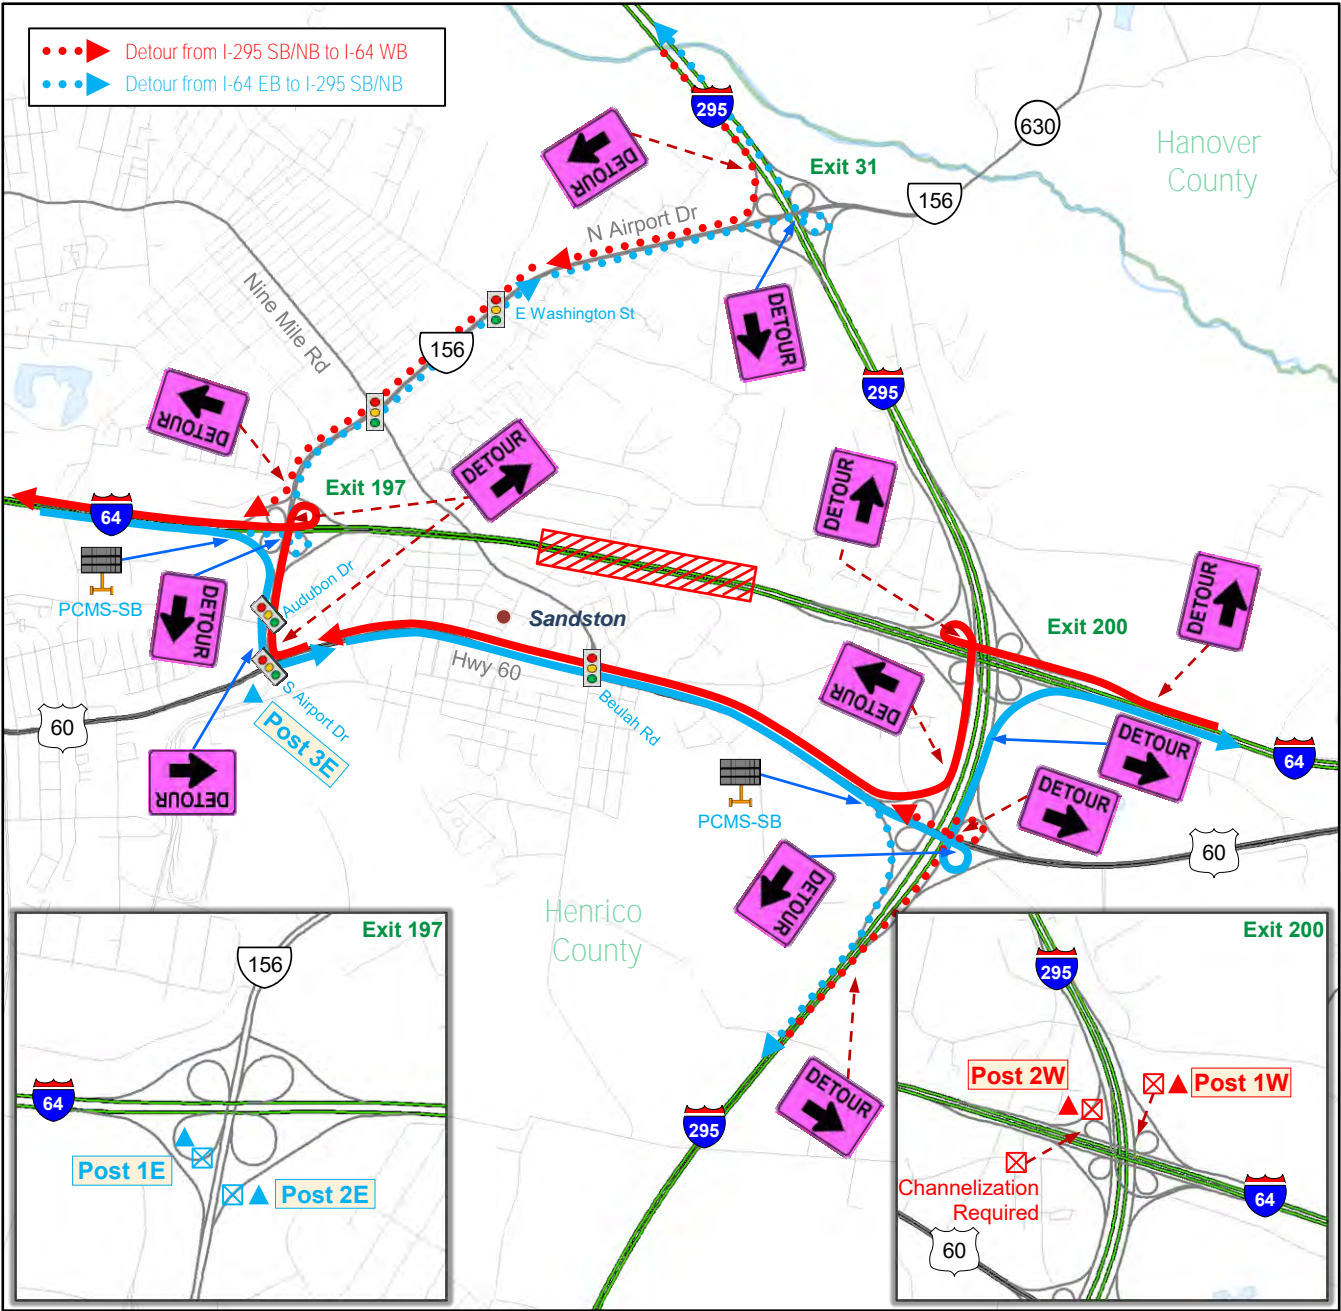 Detour from I-295 SB/NB to I-64 WB
Detour from I-64 EB to I-295 SB/NB
295
630
Hanover
County
Exit 31
156
DETOUR
N Airport Dr
Nine Mile Rd
E Washington St
DETOUR
156
295
DETOUR
DETOUR
DETOUR
Exit 197
64
PCMS-SB
DETOUR
Audubon Dr
Sandston
Exit 200
DETOUR
Hwy 60
60
S Airport Dr
Post 3E
Beulah Rd
DETOUR
DETOUR
64
DETOUR
PCMS-SB
DETOUR
60
DETOUR
Henrico
County
DETOUR
295
Exit 197
156
64
Post 1E
Post 2E
Exit 200
295
Post 2W
Post 1W
Channelization
Required
64
60